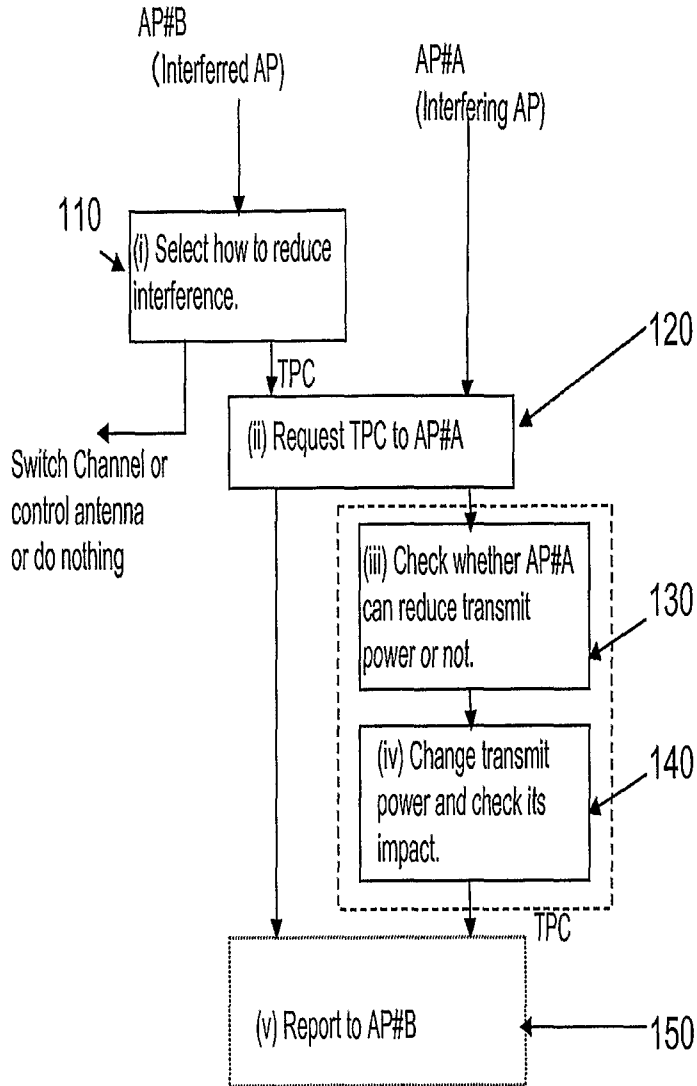 AP#B
(Interferred AP)
AP#A
(Interfering AP)
110
(i) Select how to reduce
interference.
TPC
120
(ii) Request TPC to AP#A
Switch Channel or
control antenna
or do nothing
(iii) Check whether AP#A
can reduce transmit
power or not.
130
(iv) Change transmit
power and check its
impact.
140
TPC
(v) Report to AP#B
150